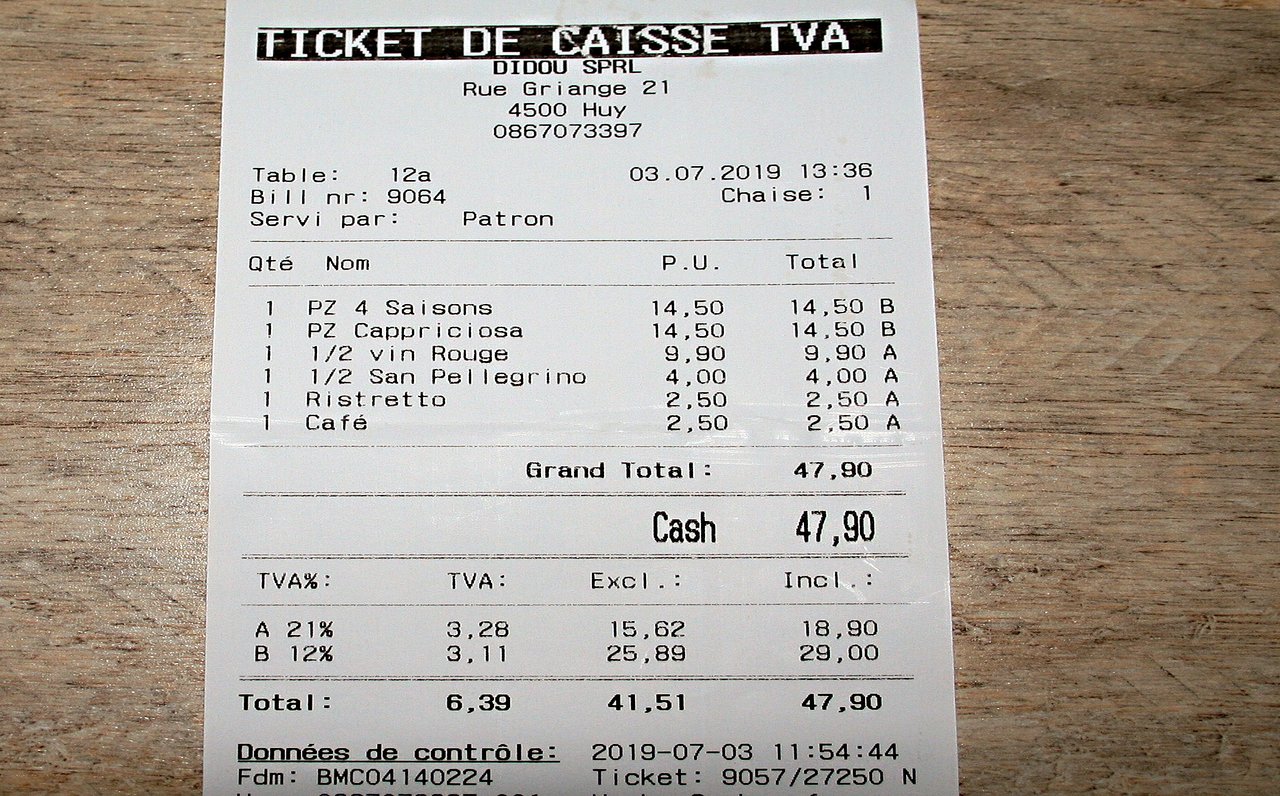 TICKET DE CAISSE TVA
DIDOU SPRL
Rue Griange 21
4500 Huy
0867073397
Table: 12a 03.07.2019 13:36
Bill nr: 9064 Chaise: 1
Servi par: Patron
Qté Nom P.U. Total
1 PZ 4 Saisons 14,50 14,50 B
1 PZ Cappriciosa 14,50 14,50 B
1 1/2 vin Rouge 9,90 9,90 A
1 1/2 San Pellegrino 4,00 4,00 A
1 Ristretto 2,50 2,50 A
1 Café 2,50 2,50 A
Grand Total: 47,90
Cash 47,90
TVA%: TVA: Excl.: Incl.:
A 21% 3,28 15,62 18,90
B 12% 3,11 25,89 29,00
Total: 6,39 41,51 47,90
Données de contrôle: 2019-07-03 11:54:44
Fdm: BMC04140224 Ticket: 9057/27250 N